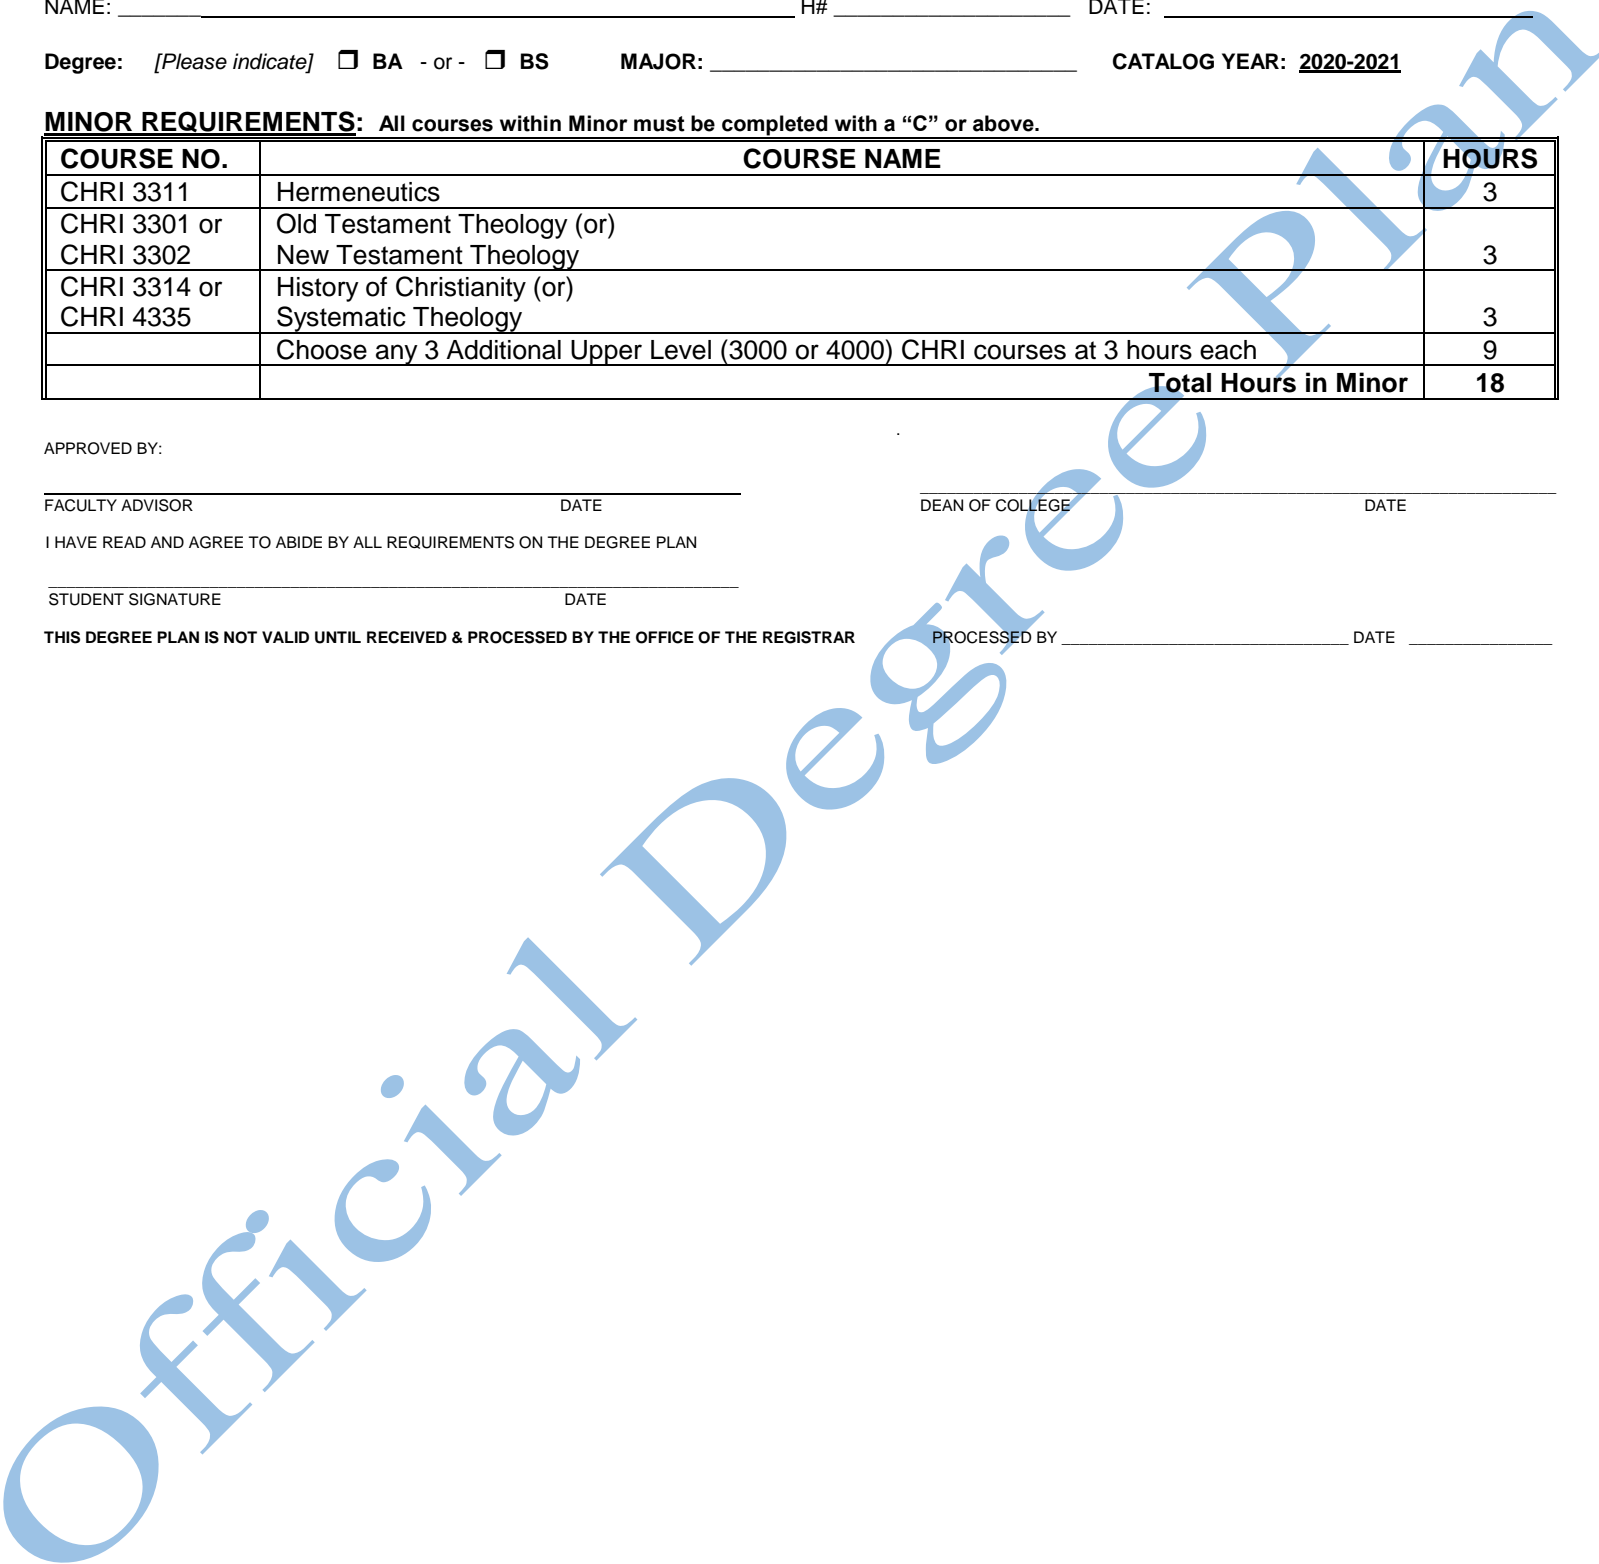 NAME: ________ H# ____________________ DATE: ____________________
Degree: [Please indicate] ❒ BA - or - ❒ BS MAJOR: __________________________ CATALOG YEAR: 2020-2021
MINOR REQUIREMENTS: All courses within Minor must be completed with a “C” or above.
COURSE NO. COURSE NAME HOURS
CHRI 3311 Hermeneutics 3
CHRI 3301 or Old Testament Theology (or)
CHRI 3302 New Testament Theology 3
CHRI 3314 or History of Christianity (or)
CHRI 4335 Systematic Theology 3
Choose any 3 Additional Upper Level (3000 or 4000) CHRI courses at 3 hours each 9
Total Hours in Minor 18
.
APPROVED BY:
FACULTY ADVISOR DATE DEAN OF COLLEGE DATE
I HAVE READ AND AGREE TO ABIDE BY ALL REQUIREMENTS ON THE DEGREE PLAN
STUDENT SIGNATURE DATE
THIS DEGREE PLAN IS NOT VALID UNTIL RECEIVED & PROCESSED BY THE OFFICE OF THE REGISTRAR PROCESSED BY ______________________________ DATE _______________
Official Degree Plan